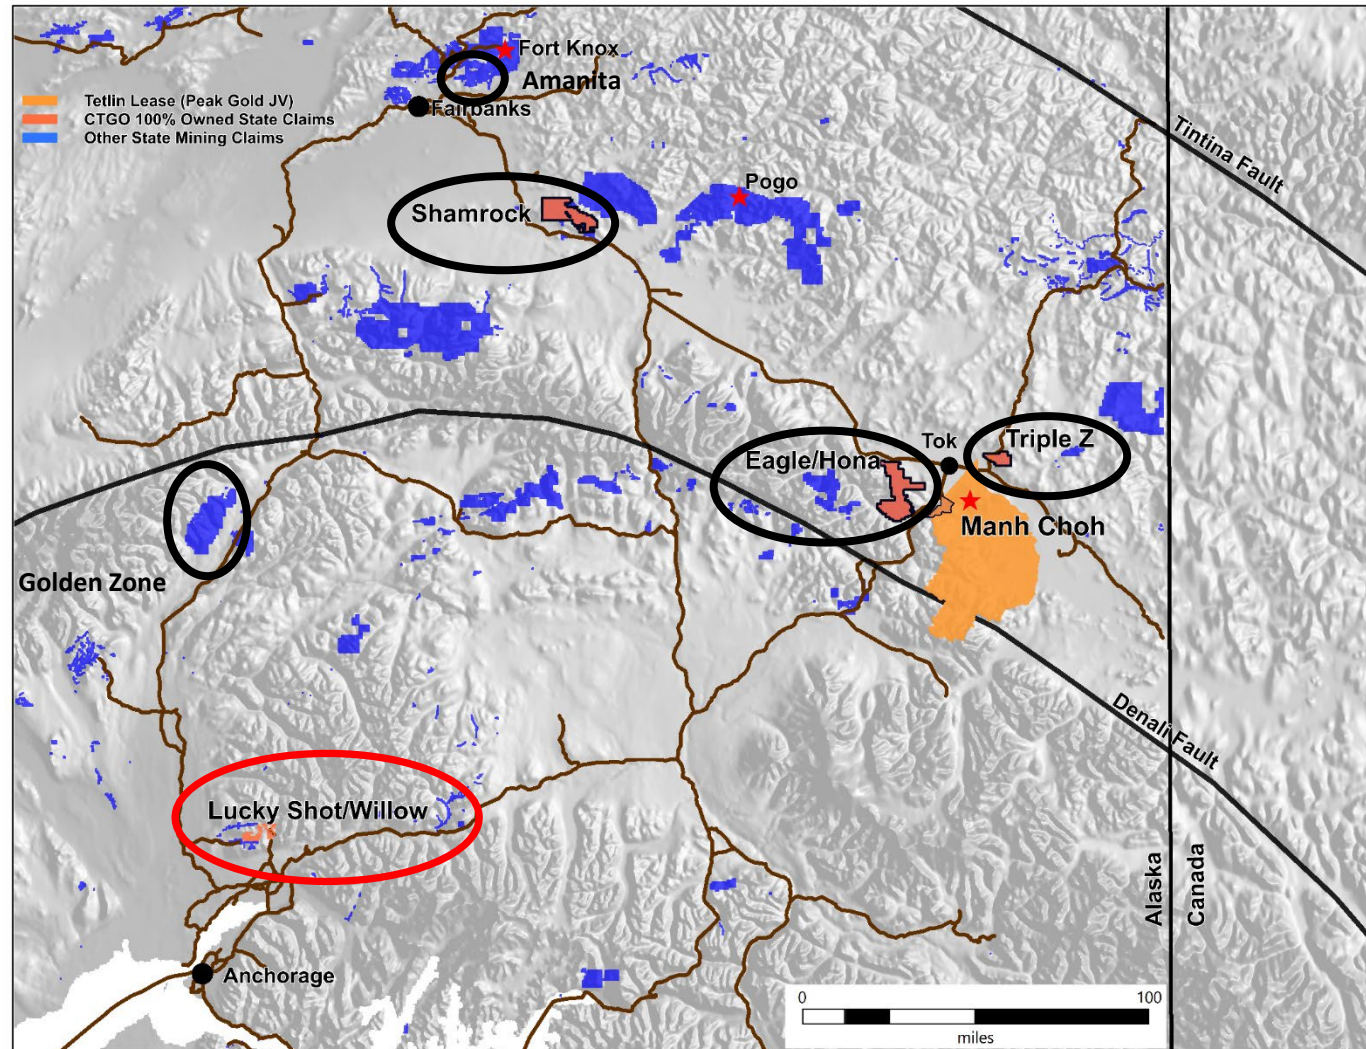 Fort Knox
Amanita
Tetlin Lease (Peak Gold JV)
CTGO 100% Owned State Claims
Other State Mining Claims
Fairbanks
Tintina Fault
Pogo
Shamrock
Tok
Triple Z
Eagle/Hona
Manh Choh
Golden Zone
Denali Fault
Lucky Shot/Willow
Alaska
Canada
Anchorage
0 100
miles